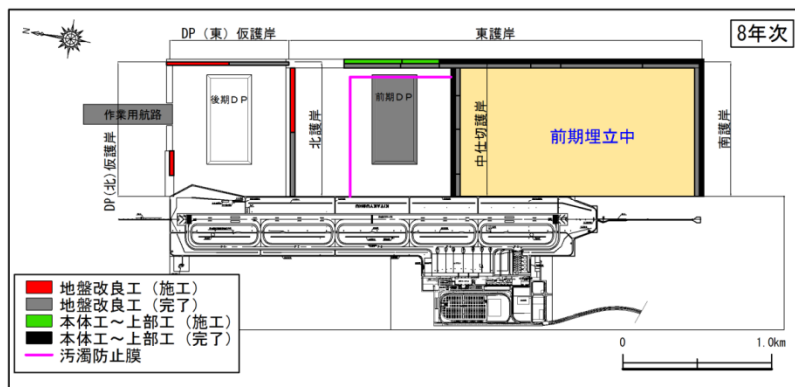 8年次
N
DP（東）仮護岸
東護岸
後期DP
前期DP
作業用航路
DP(北)仮護岸
北護岸
中仕切護岸
前期埋立中
南護岸
地盤改良工（施工）
地盤改良工（完了）
本体工～上部工（施工）
本体工～上部工（完了）
汚濁防止膜
0
1.0km